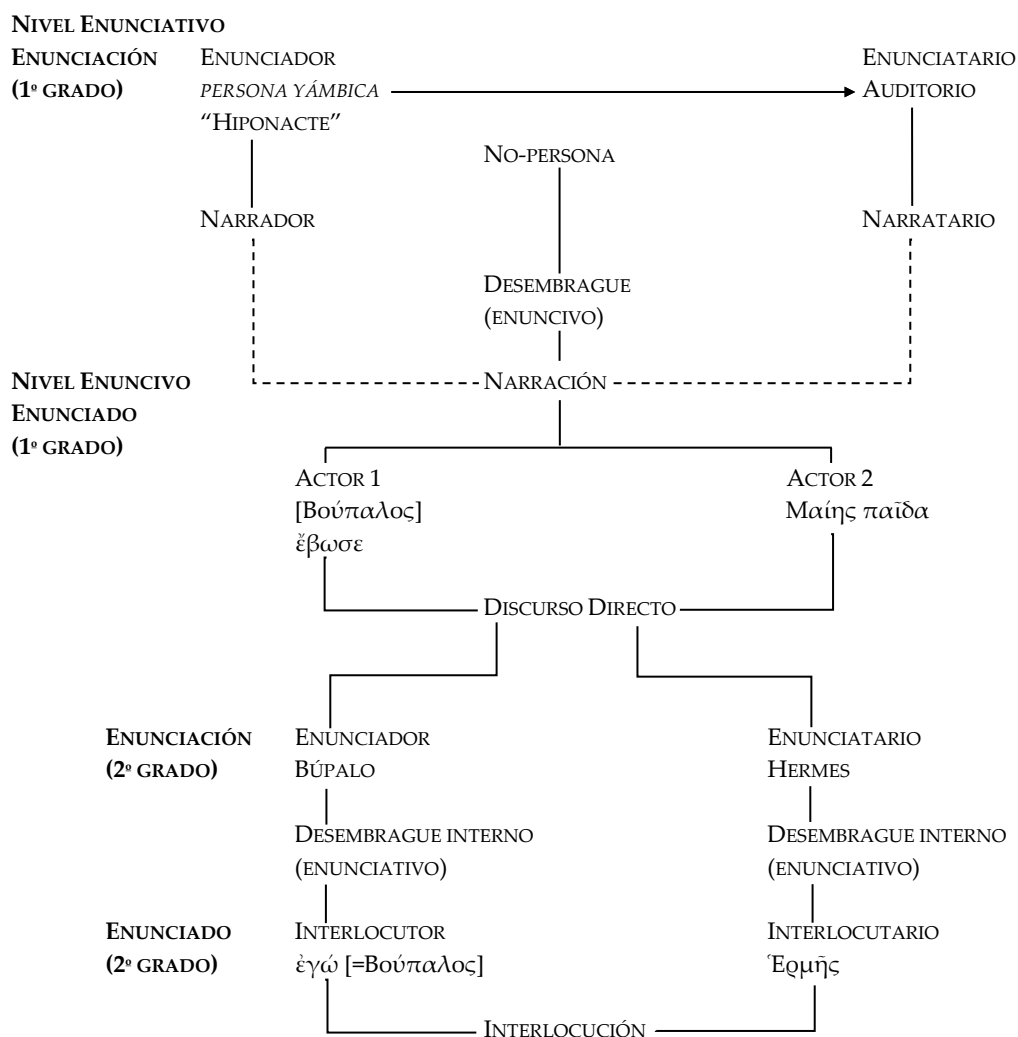 NIVEL ENUNCIATIVO
ENUNCIACIÓN ENUNCIADOR ENUNCIATARIO
(1º GRADO) PERSONA YÁMBICA AUDITORIO
“HIPONACTE”
NO-PERSONA
NARRADOR NARRATARIO
DESEMBRAGUE
(ENUNCIVO)
NIVEL ENUNCIVO NARRACIÓN
ENUNCIADO
(1º GRADO)
ACTOR 1 ACTOR 2
[Βούπαλος] Μαίης παῖδα
ἔβωσε
DISCURSO DIRECTO
ENUNCIACIÓN ENUNCIADOR ENUNCIATARIO
(2º GRADO) BÚPALO HERMES
DESEMBRAGUE INTERNO DESEMBRAGUE INTERNO
(ENUNCIATIVO) (ENUNCIATIVO)
ENUNCIADO INTERLOCUTOR INTERLOCUTARIO
(2º GRADO) ἐγώ [=Βούπαλος] Ἑρμῆς
INTERLOCUCIÓN